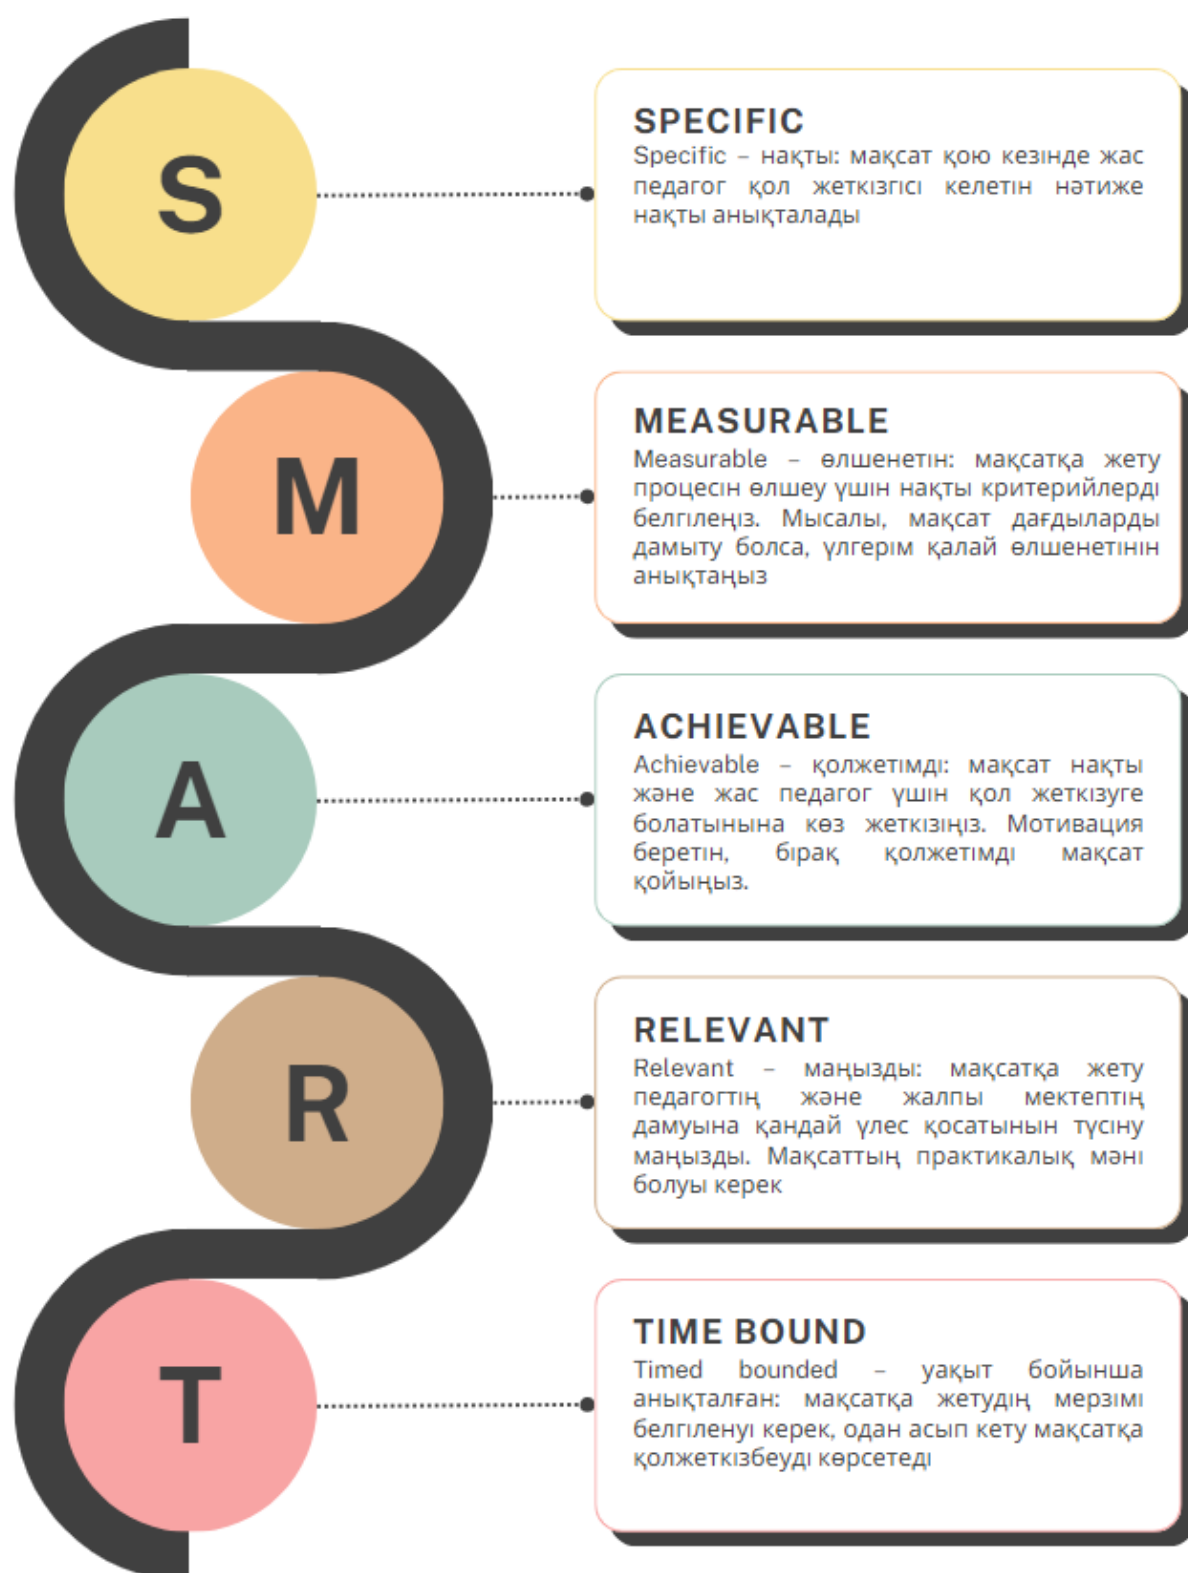 S
SPECIFIC
Specific – нақты: мақсат қою кезінде жас
педагог қол жеткізгісі келетін нәтиже
нақты анықталады
M
MEASURABLE
Measurable – өлшенетін: мақсатқа жету
процесін өлшеу үшін нақты критерийлерді
белгілеңіз. Мысалы, мақсат дағдыларды
дамыту болса, үлгерім қалай өлшенетінін
анықтаңыз
A
ACHIEVABLE
Achievable – қолжетімді: мақсат нақты
және жас педагог үшін қол жеткізуге
болатынына көз жеткізіңіз. Мотивация
беретін, бірақ қолжетімді мақсат
қойыңыз.
R
RELEVANT
Relevant – маңызды: мақсатқа жету
педагогтің және жалпы мектептің
дамуына қандай үлес қосатынын түсіну
маңызды. Мақсаттың практикалық мәні
болуы керек
T
TIME BOUND
Timed bounded – уақыт бойынша
анықталған: мақсатқа жетудің мерзімі
белгіленуі керек, одан асып кету мақсатқа
қолжеткізбеуді көрсетеді